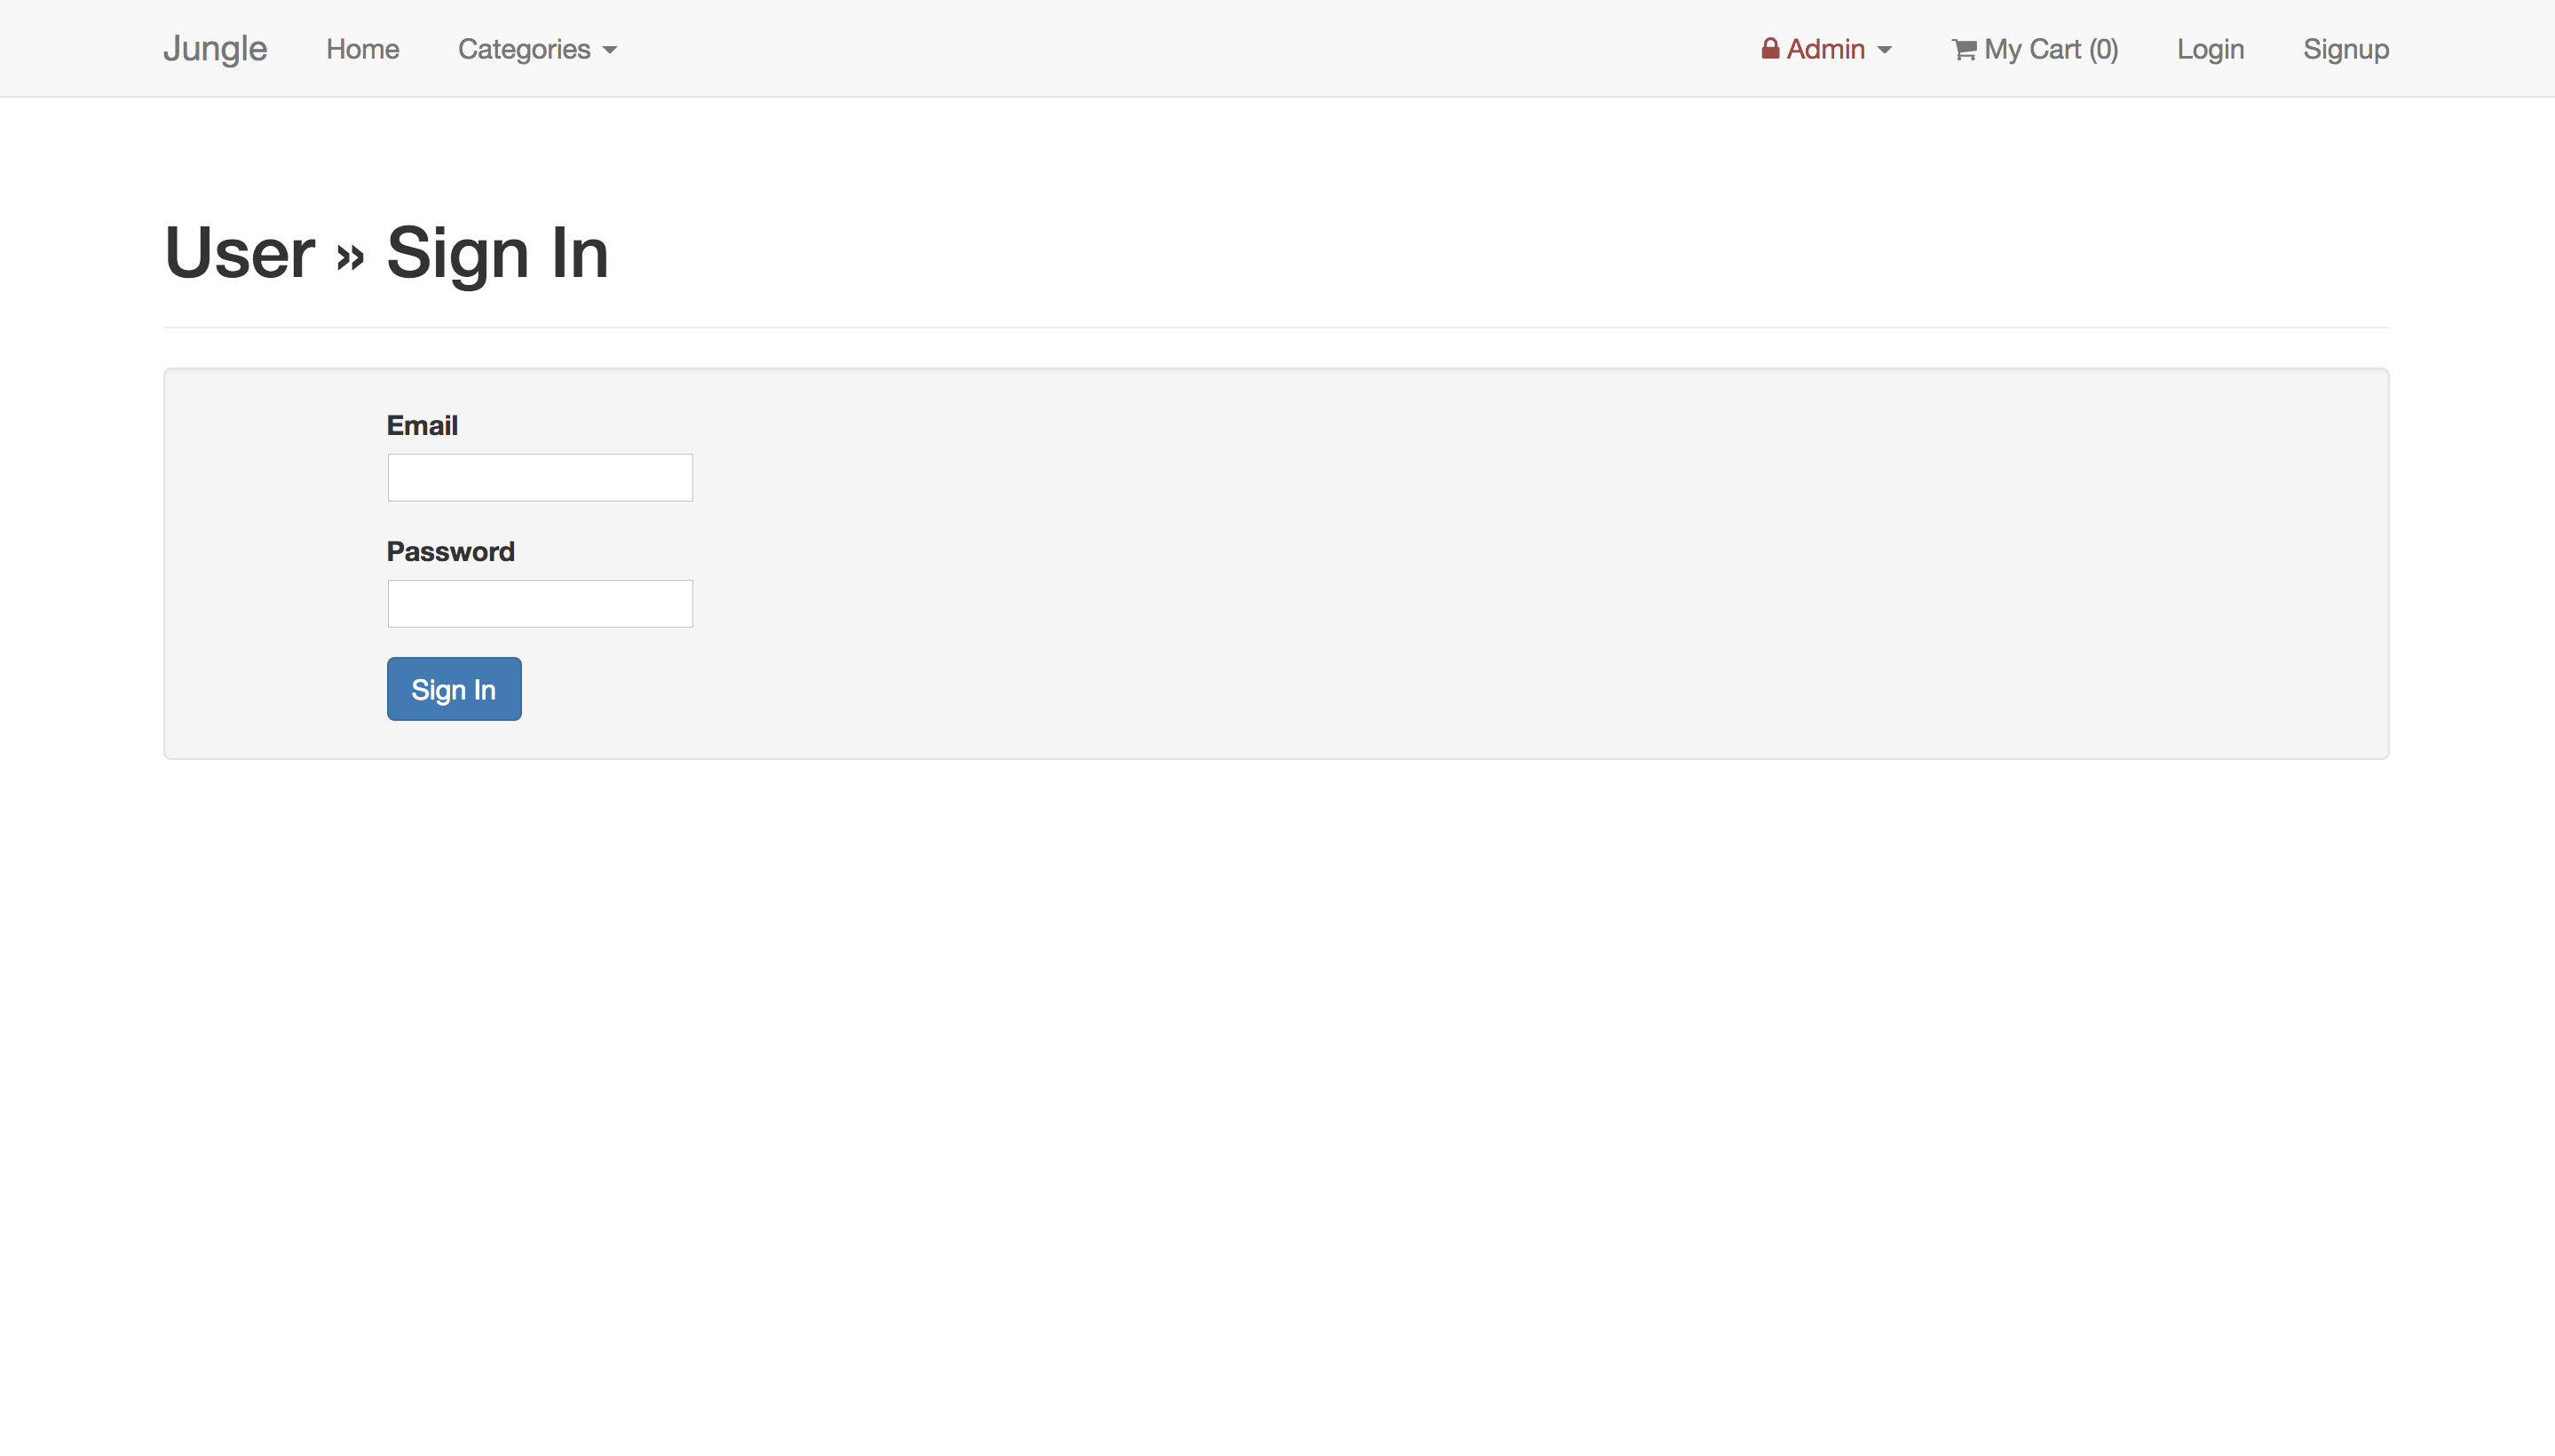 Jungle Home Categories Admin My Cart (0) Login Signup
User » Sign In
Email
Password
Sign In